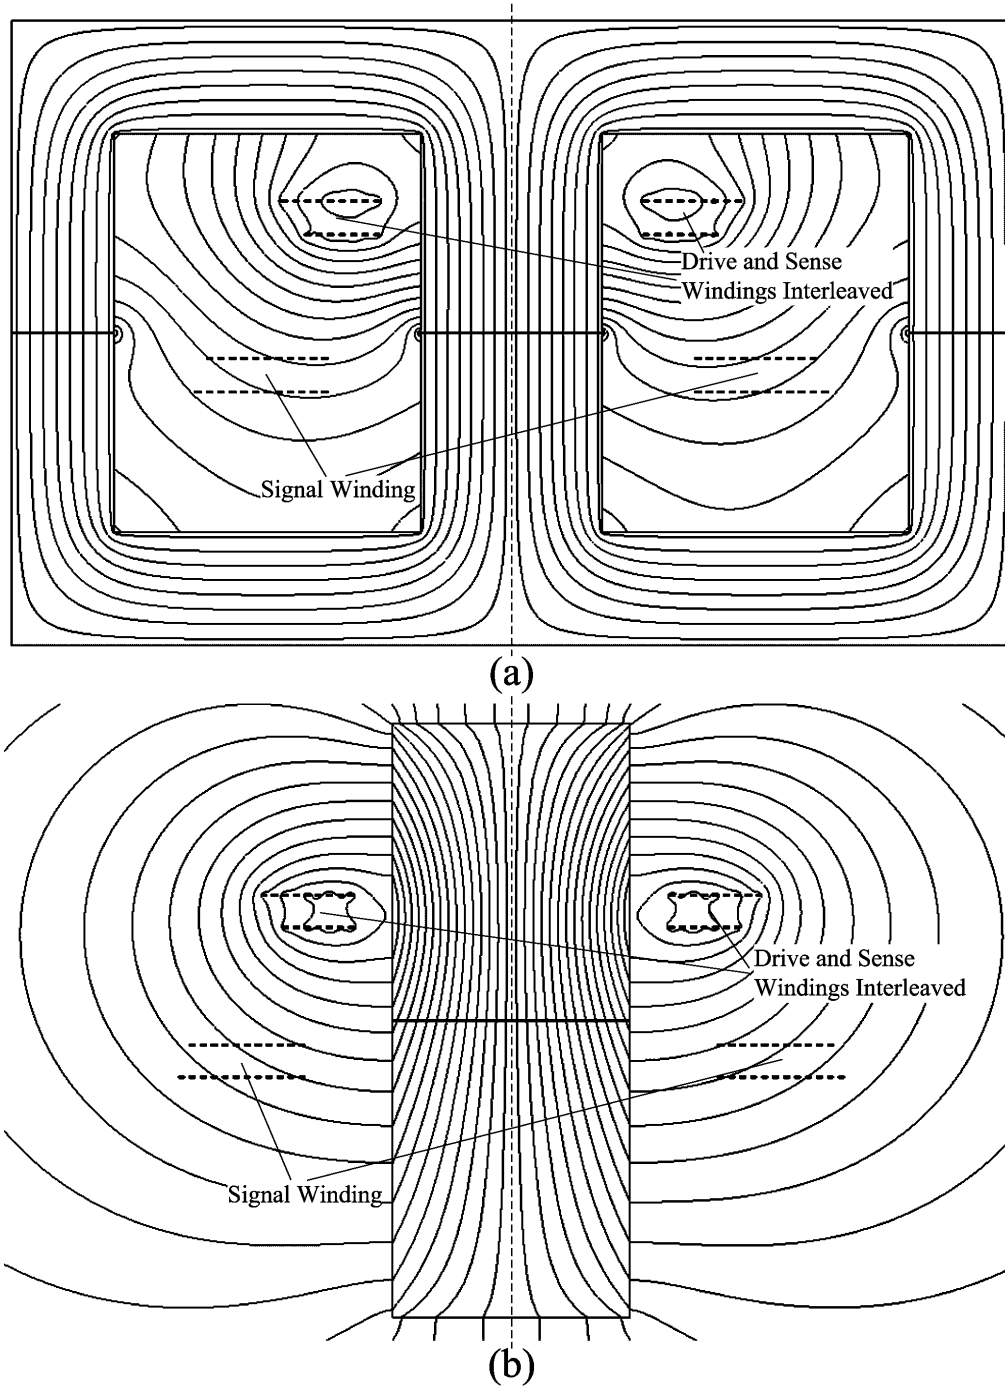 Drive and Sense
Windings Interleaved
Signal Winding
(a)
Drive and Sense
Windings Interleaved
Signal Winding
(b)